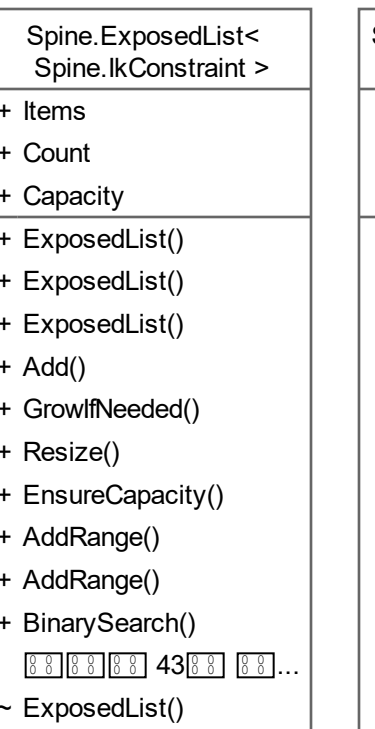 Spine.ExposedList<
Spine.IkConstraint >
+ Items
+ Count
+ Capacity
+ ExposedList()
+ ExposedList()
+ ExposedList()
+ Add()
+ GrowIfNeeded()
+ Resize()
+ EnsureCapacity()
+ AddRange()
+ AddRange()
+ BinarySearch()
43 ...
~ ExposedList()